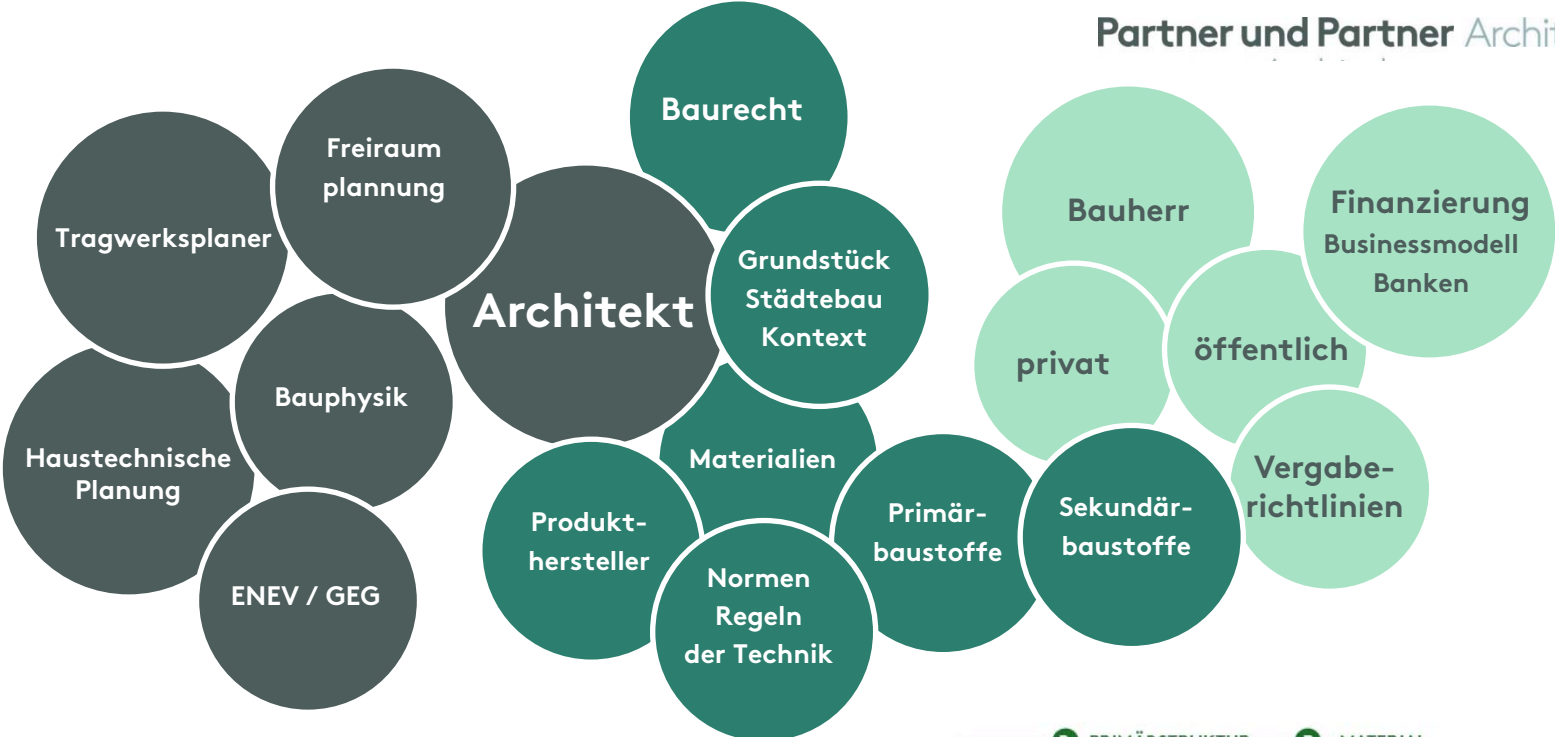 Partner und Partner
Baurecht
Freiraum
plannung
Tragwerksplaner
Architekt
Grundstück
Städtebau
Kontext
Bauherr
Finanzierung
Businessmodell
Banken
privat
öffentlich
Bauphysik
Haustechnische
Planung
Materialien
Vergabe-
richtlinien
Produkt-
hersteller
Primär-
baustoffe
Sekundär-
baustoffe
Normen
Regeln
der Technik
ENEV / GEG